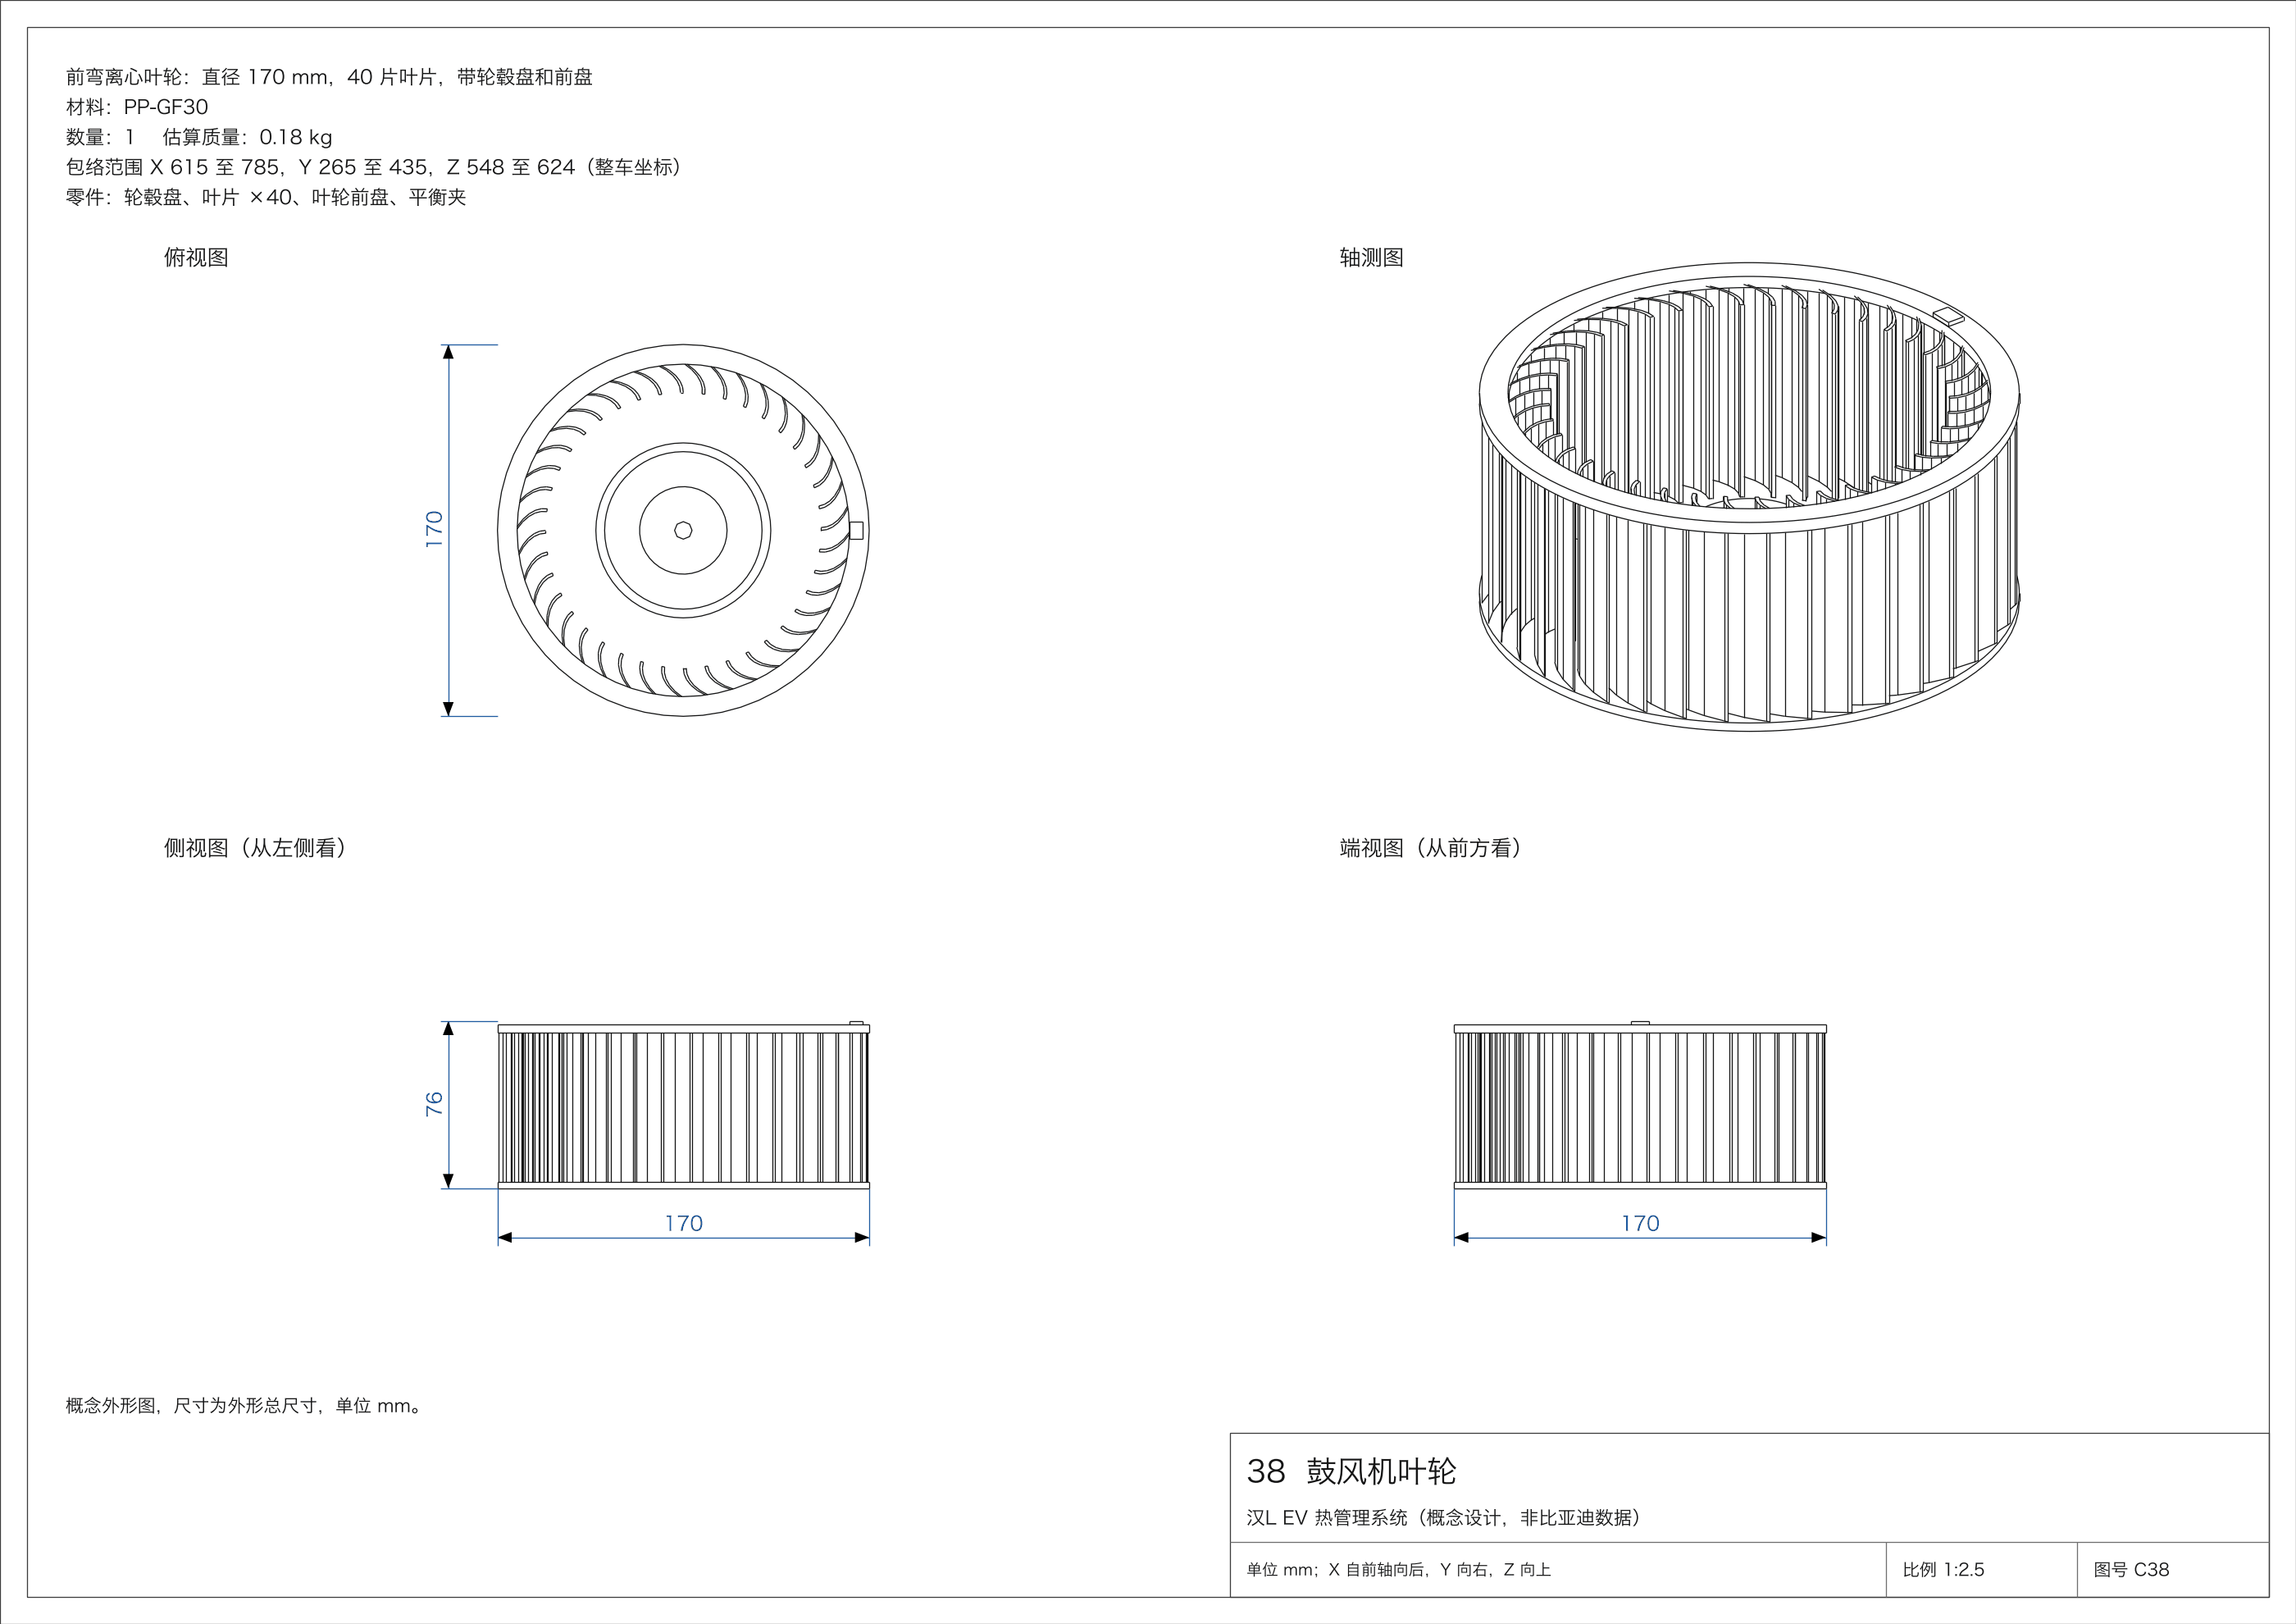 前弯离心叶轮：直径 170 mm，40 片叶片，带轮毂盘和前盘
材料：PP-GF30
数量：1 估算质量：0.18 kg
包络范围 X 615 至 785，Y 265 至 435，Z 548 至 624（整车坐标）
零件：轮毂盘、叶片 ×40、叶轮前盘、平衡夹
俯视图
轴测图
170
侧视图（从左侧看）
端视图（从前方看）
76
170
170
概念外形图，尺寸为外形总尺寸，单位 mm。
38 鼓风机叶轮
汉L EV 热管理系统（概念设计，非比亚迪数据）
单位 mm；X 自前轴向后，Y 向右，Z 向上
比例 1:2.5
图号 C38